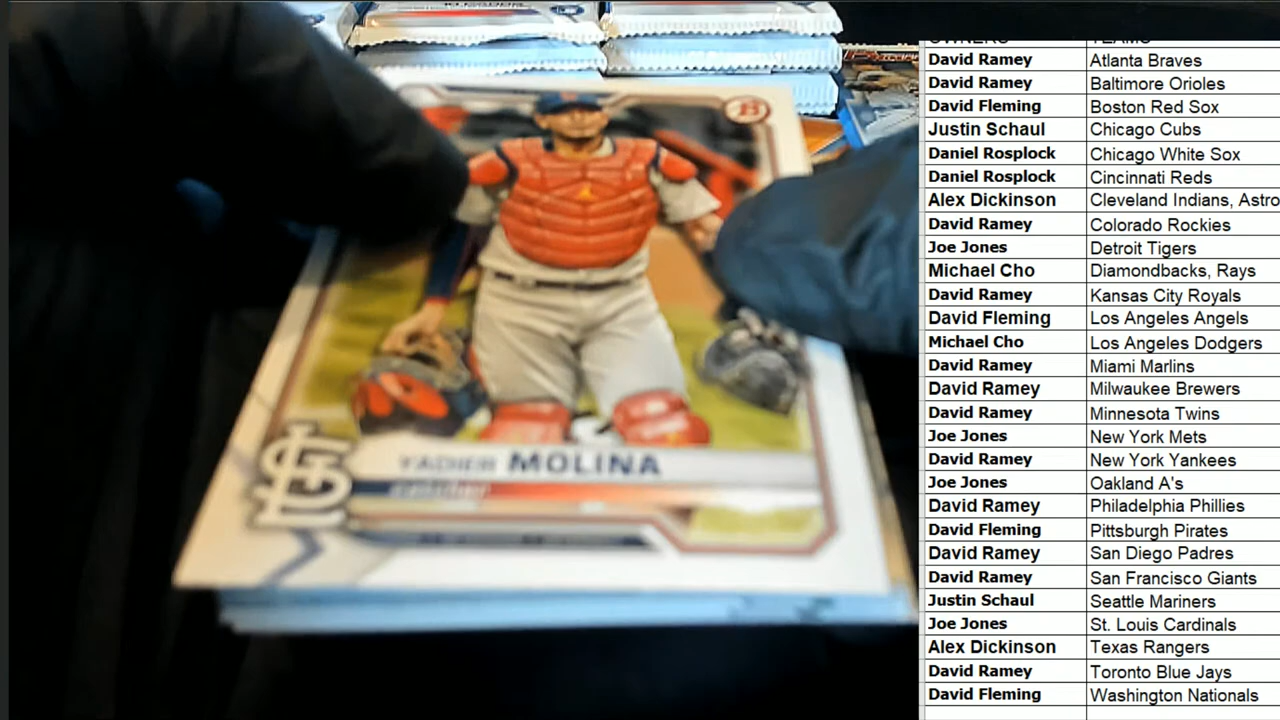 David Ramey Atlanta Braves
David Ramey Baltimore Orioles
David Fleming Boston Red Sox
Justin Schaul Chicago Cubs
Daniel Rosplock Chicago White Sox
Daniel Rosplock Cincinnati Reds
Alex Dickinson Cleveland Indians, Astro
David Ramey Colorado Rockies
Joe Jones Detroit Tigers
Michael Cho Diamondbacks, Rays
David Ramey Kansas City Royals
David Fleming Los Angeles Angels
Michael Cho Los Angeles Dodgers
David Ramey Miami Marlins
David Ramey Milwaukee Brewers
David Ramey Minnesota Twins
Joe Jones New York Mets
David Ramey New York Yankees
Joe Jones Oakland A's
David Ramey Philadelphia Phillies
David Fleming Pittsburgh Pirates
David Ramey San Diego Padres
David Ramey San Francisco Giants
Justin Schaul Seattle Mariners
Joe Jones St. Louis Cardinals
Alex Dickinson Texas Rangers
David Ramey Toronto Blue Jays
David Fleming Washington Nationals
B
YADIER MOLINA
StL